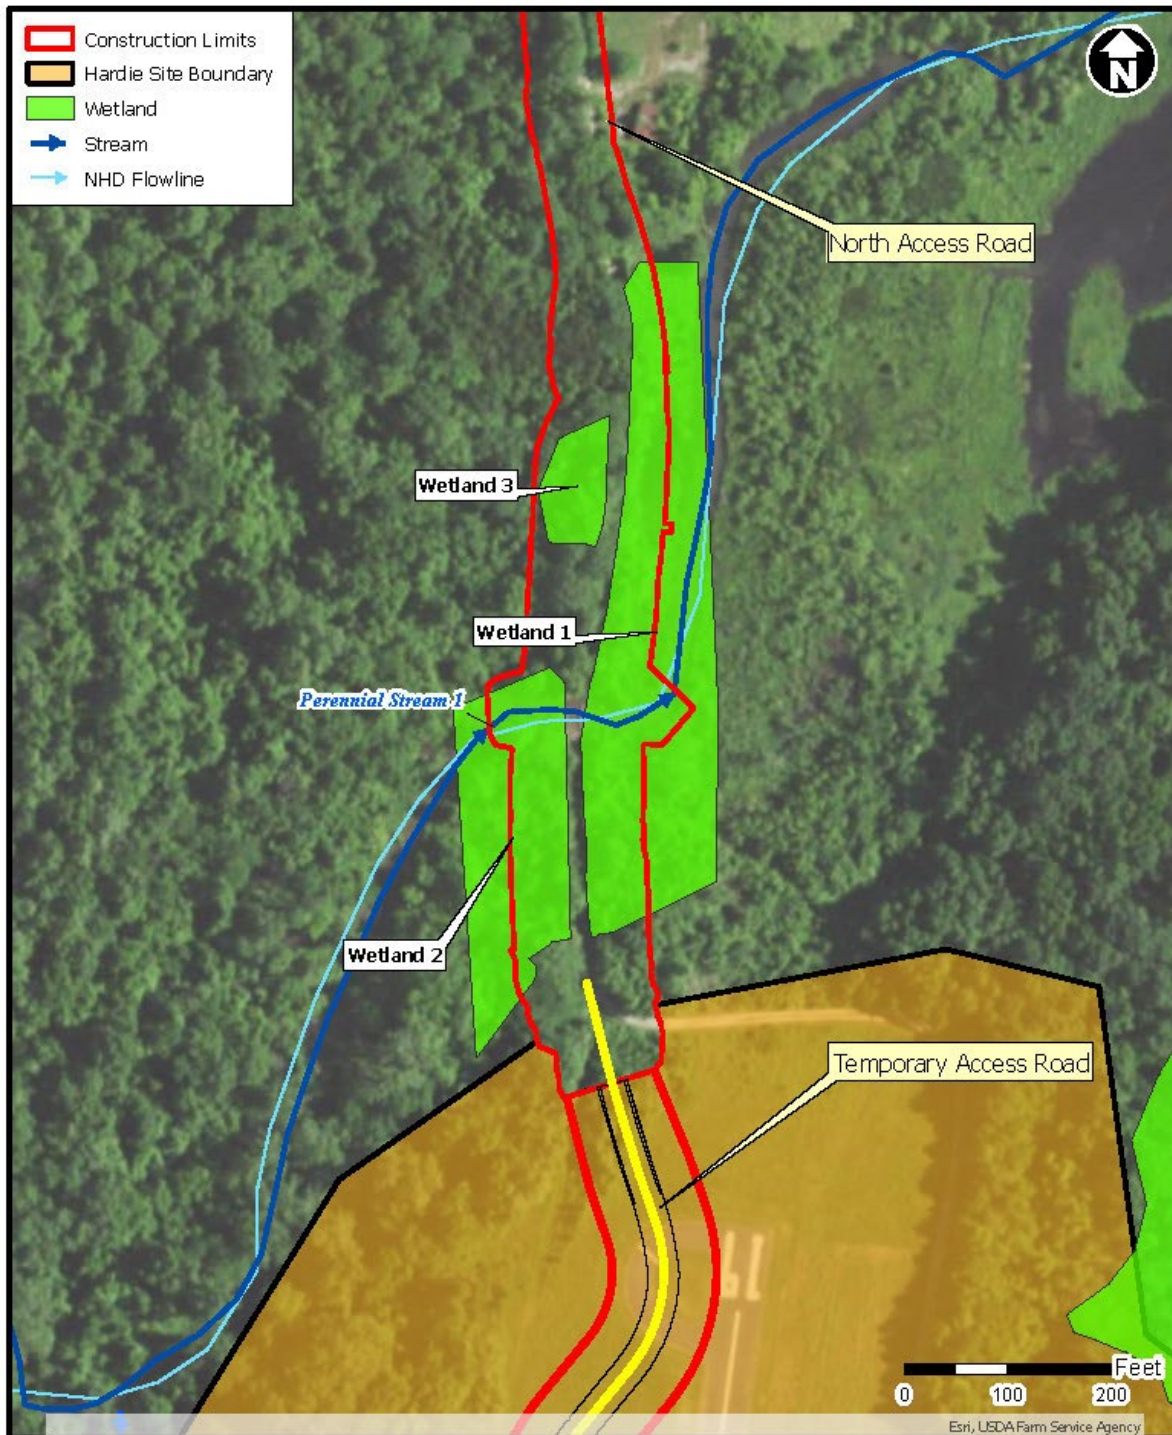 Construction Limits
Hardie Site Boundary
Wetland
Stream
NHD Flowline
N
North Access Road
Wetland 3
Wetland 1
Perennial Stream 1
Wetland 2
Temporary Access Road
Feet
0 100 200
Esri, USDA Farm Service Agency